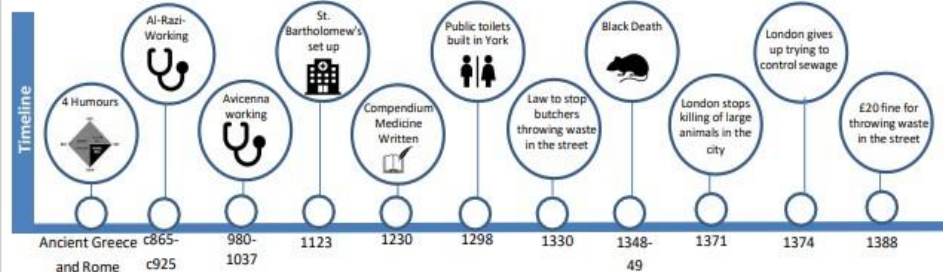 Timeline
4 Humours
Al-Razi-
Working
Avicenna
working
St.
Bartholomew's
set up
Compendium
Medicine
Written
Public toilets
built in York
Law to stop
butchers
throwing waste
in the street
Black Death
London stops
killing of large
animals in the
city
London gives
up trying to
control sewage
£20 fine for
throwing waste
in the street
Ancient Greece
and Rome
c865-
c925
980-
1037
1123
1230
1298
1330
1348-
49
1371
1374
1388